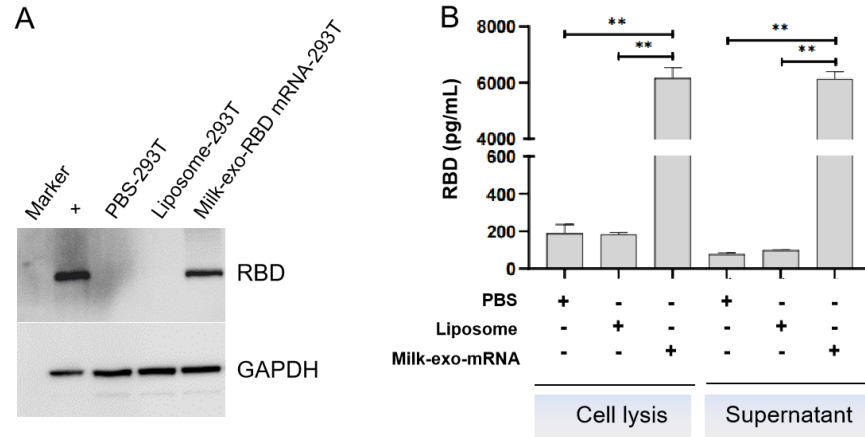 A
Marker
+
PBS-293T
Liposome-293T
Milk-exo-RBD mRNA-293T
RBD
GAPDH
B
RBD (pg/mL)
8000
6000
4000
600
400
200
0
** **
** **
PBS + - - + - -
Liposome - + - - + -
Milk-exo-mRNA - - + - - +
Cell lysis Supernatant